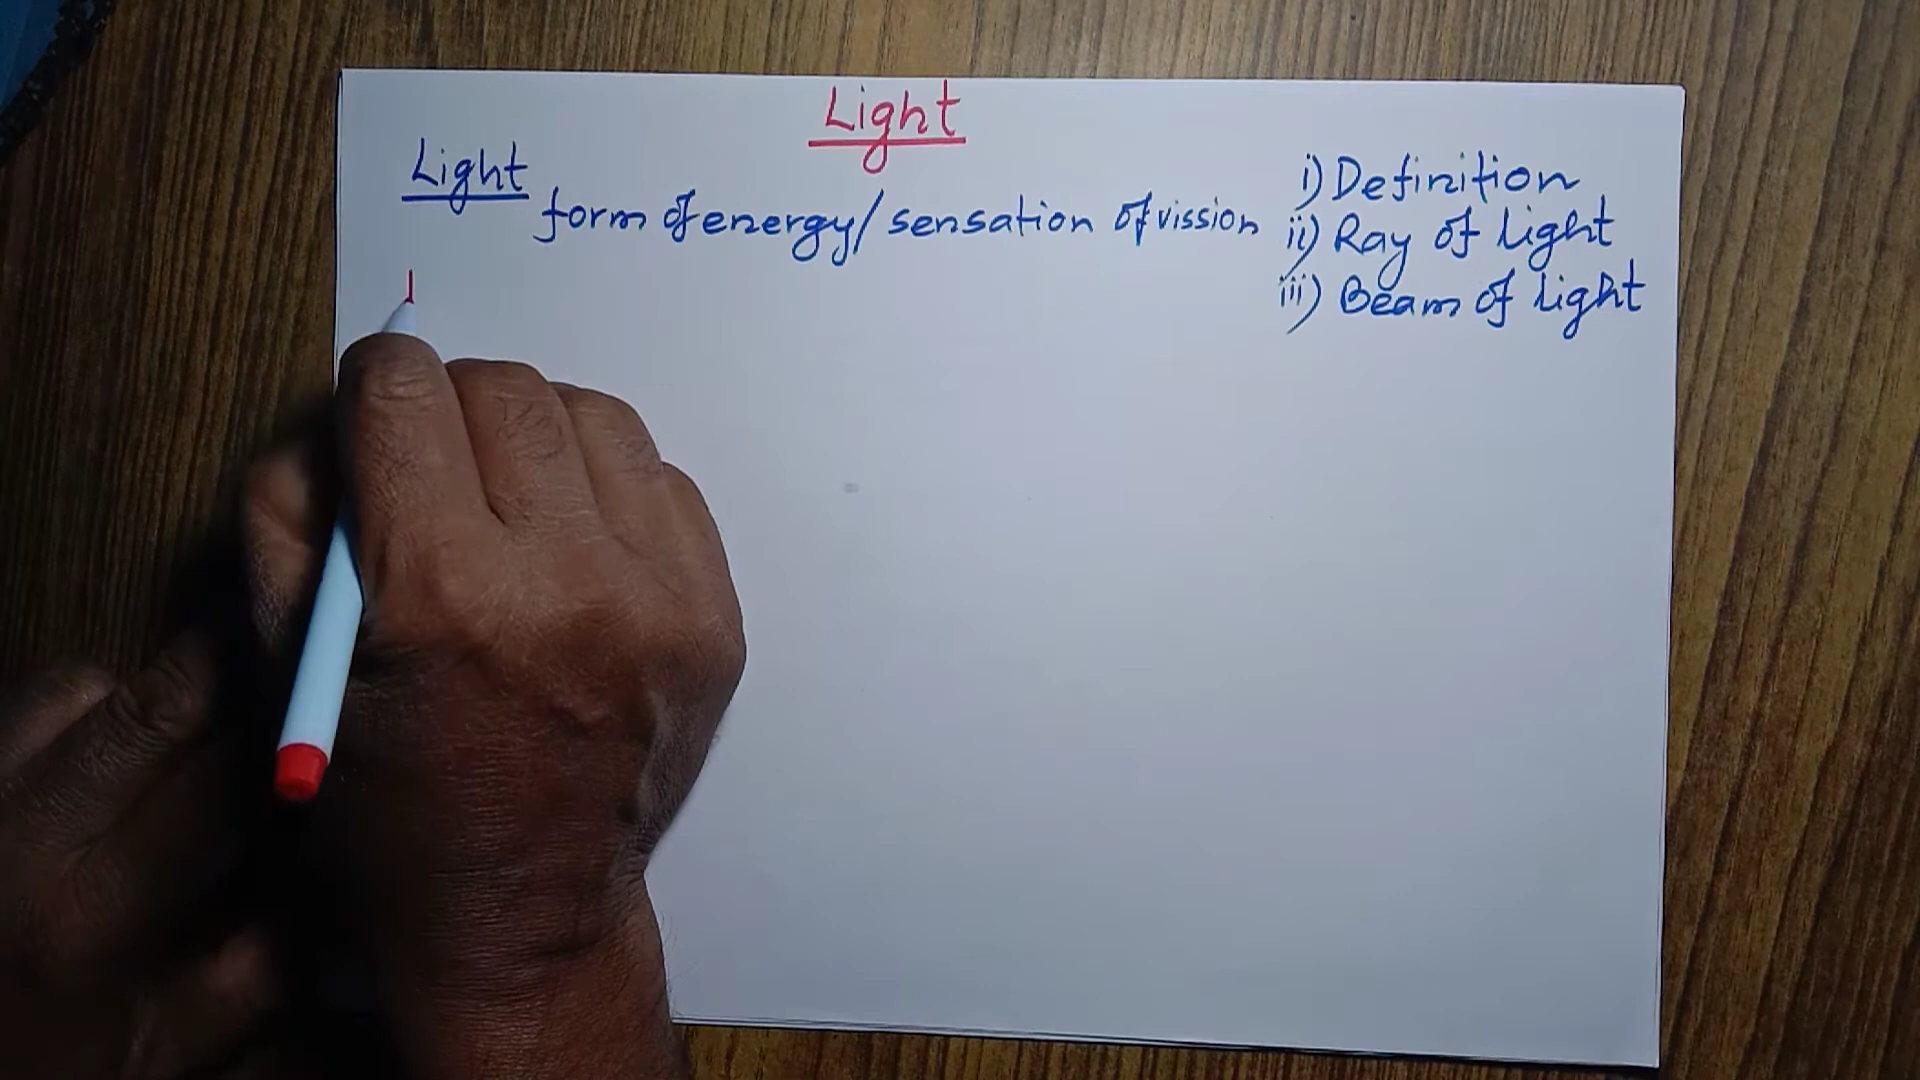 Light
Light
form of energy/sensation of vission
i) Definition
ii) Ray of light
iii) Beam of light